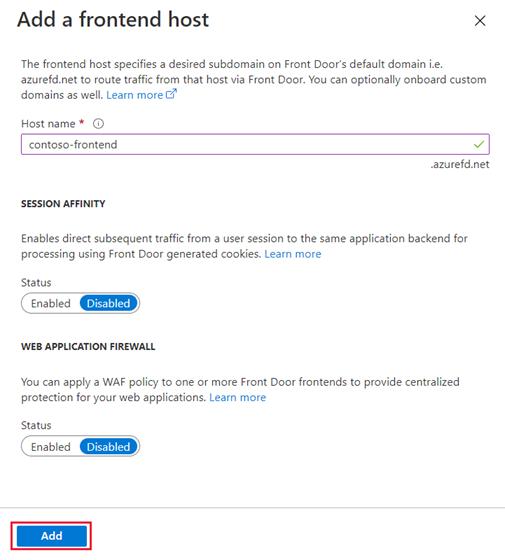 Add a frontend host
The frontend host specifies a desired subdomain on Front Door's default domain i.e.
azurefd.net to route traffic from that host via Front Door. You can optionally onboard custom
domains as well. Learn more
Host name *
contoso-frontend
.azurefd.net
SESSION AFFINITY
Enables direct subsequent traffic from a user session to the same application backend for
processing using Front Door generated cookies. Learn more
Status
Enabled Disabled
WEB APPLICATION FIREWALL
You can apply a WAF policy to one or more Front Door frontends to provide centralized
protection for your web applications. Learn more
Status
Enabled Disabled
Add